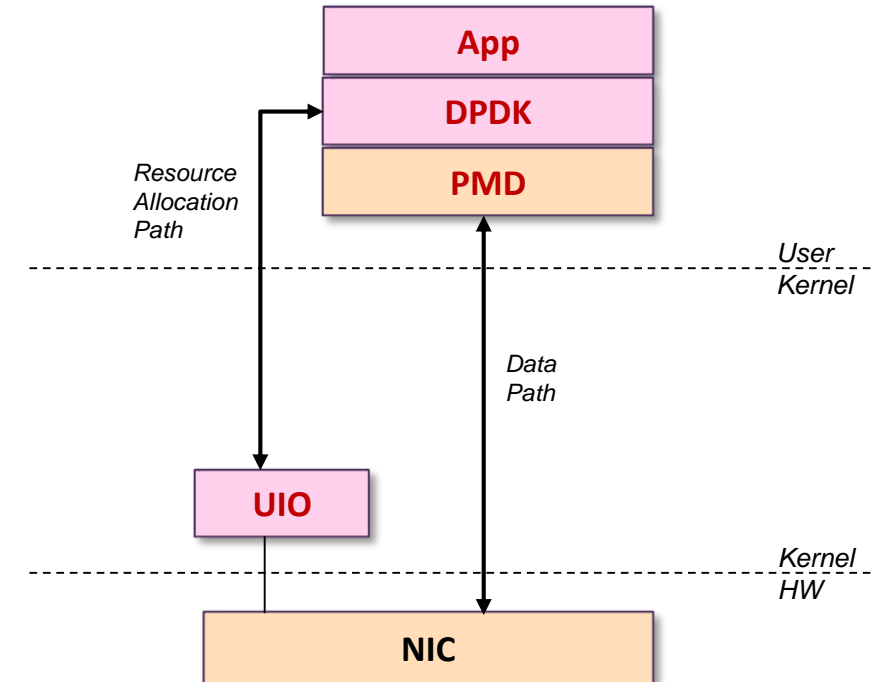 App
DPDK
PMD
Resource
Allocation
Path
User
Kernel
Data
Path
UIO
Kernel
HW
NIC